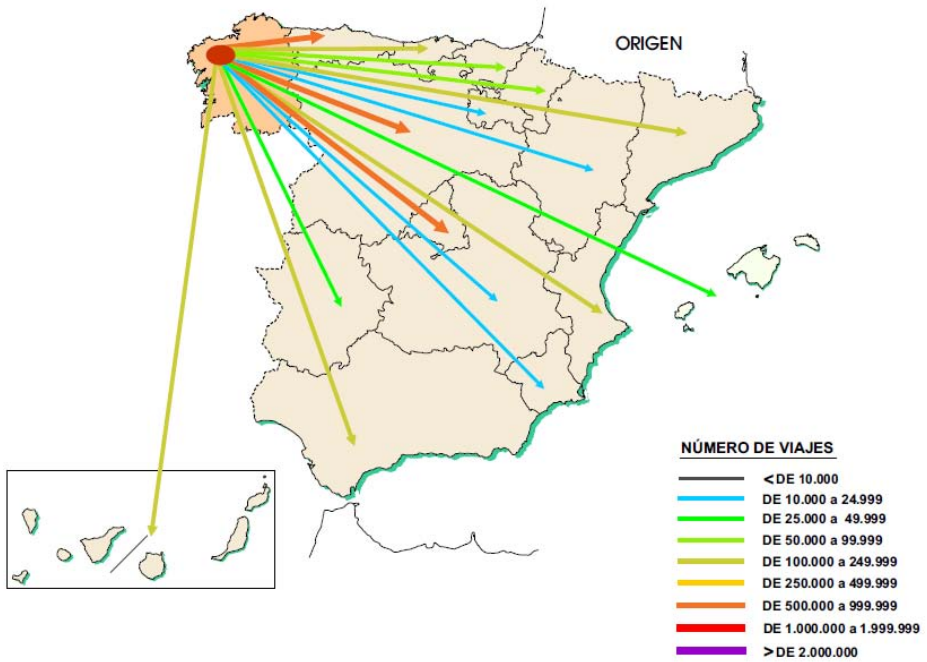 ORIGEN
NÚMERO DE VIAJES
< DE 10.000
DE 10.000 a 24.999
DE 25.000 a 49.999
DE 50.000 a 99.999
DE 100.000 a 249.999
DE 250.000 a 499.999
DE 500.000 a 999.999
DE 1.000.000 a 1.999.999
> DE 2.000.000